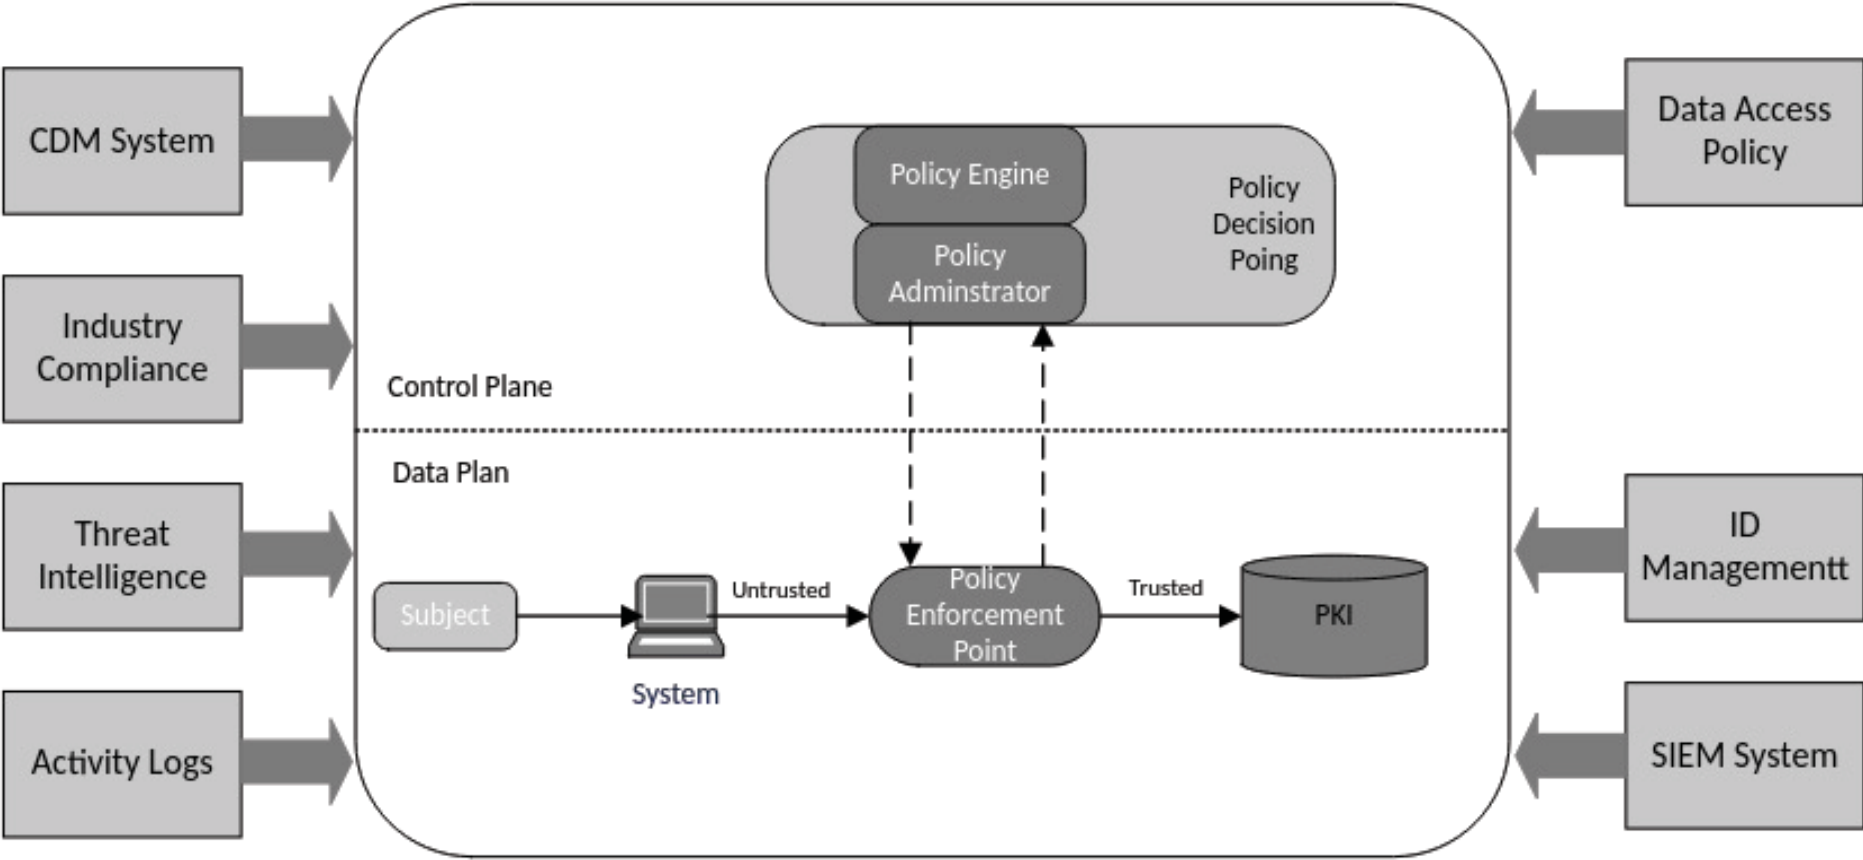 CDM System
Industry
Compliance
Threat
Intelligence
Activity Logs
Policy Engine
Policy
Adminstrator
Policy
Decision
Poing
Control Plane
Data Plan
Subject
System
Untrusted
Policy
Enforcement
Point
Trusted
PKI
Data Access
Policy
ID
Managementt
SIEM System